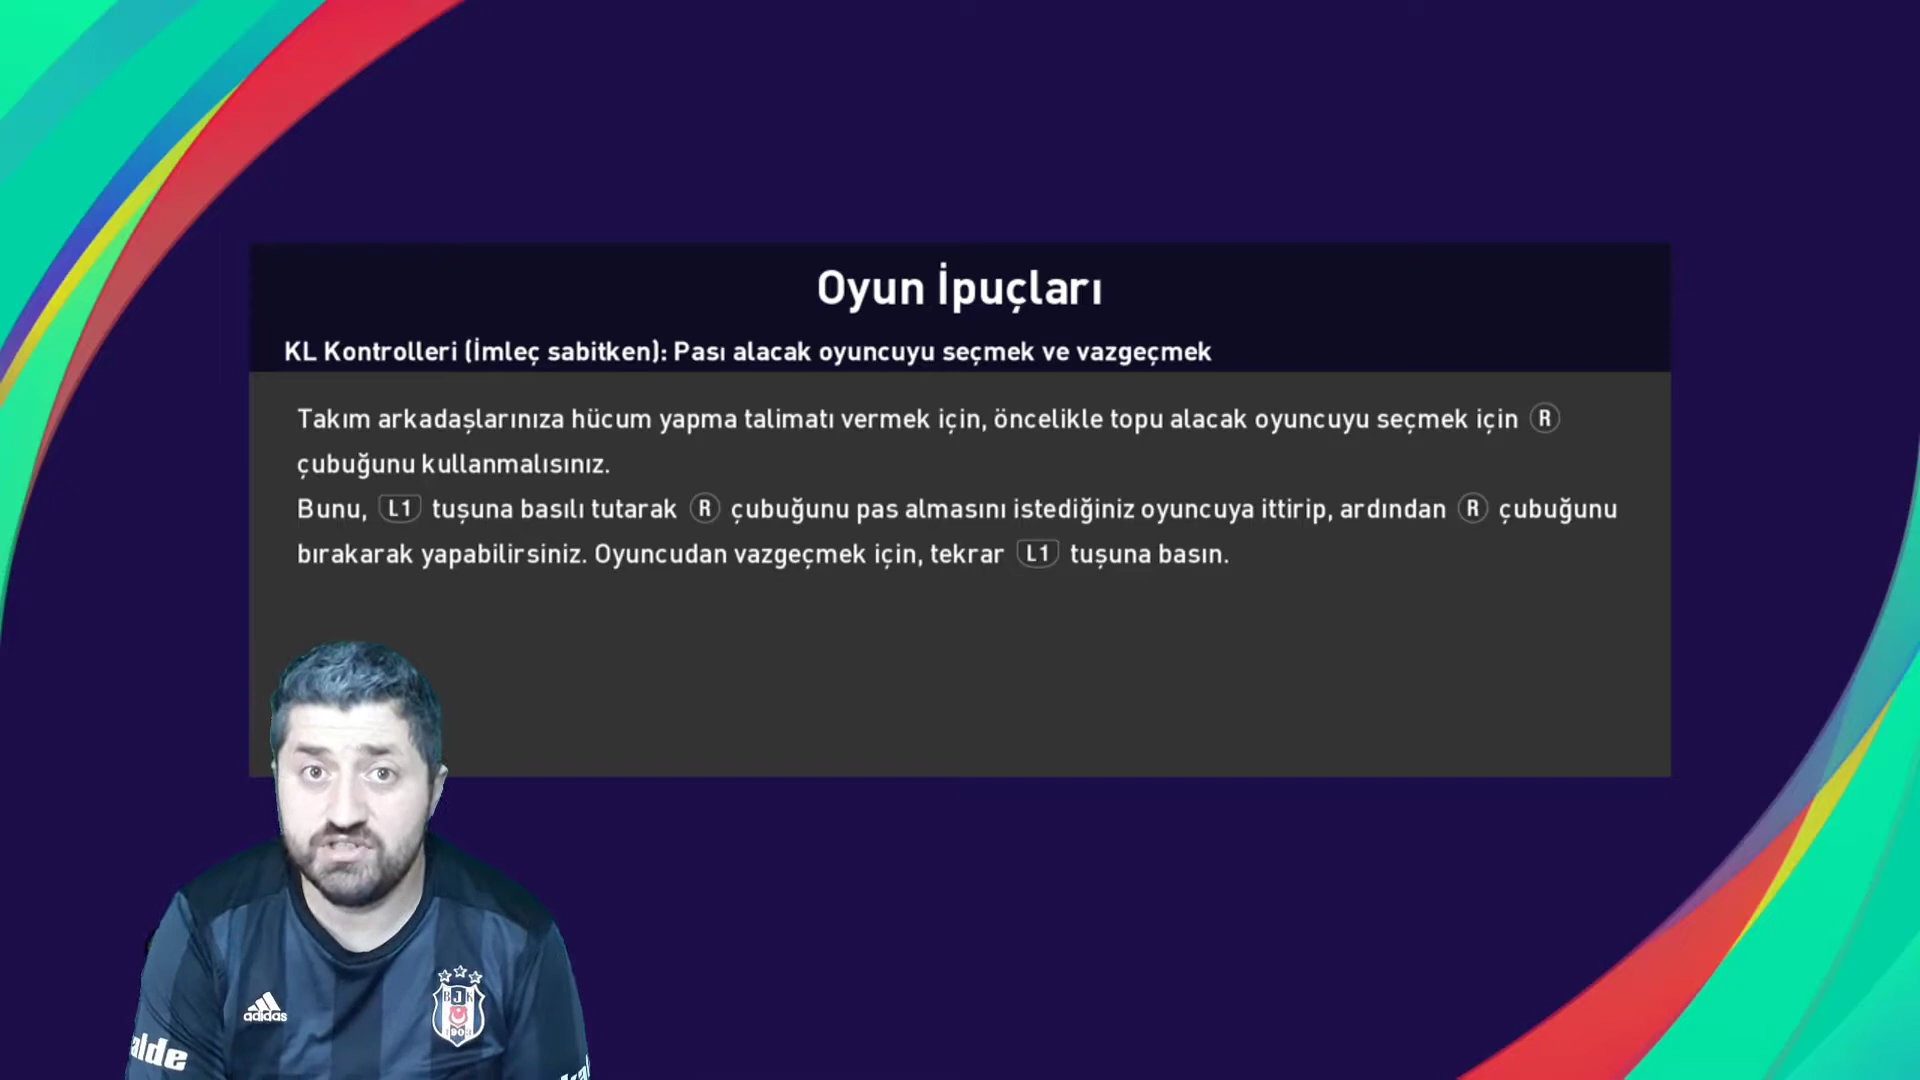 Oyun İpuçları
KL Kontrolleri (İmleç sabitken): Pası alacak oyuncuyu seçmek ve vazgeçmek
Takım arkadaşlarınıza hücum yapma talimatı vermek için, öncelikle topu alacak oyuncuyu seçmek için R
çubuğunu kullanmalısınız.
Bunu, L1 tuşuna basılı tutarak R çubuğunu pas almasını istediğiniz oyuncuya ittirip, ardından R çubuğunu
bırakarak yapabilirsiniz. Oyuncudan vazgeçmek için, tekrar L1 tuşuna basın.
BJK
adidas
alde